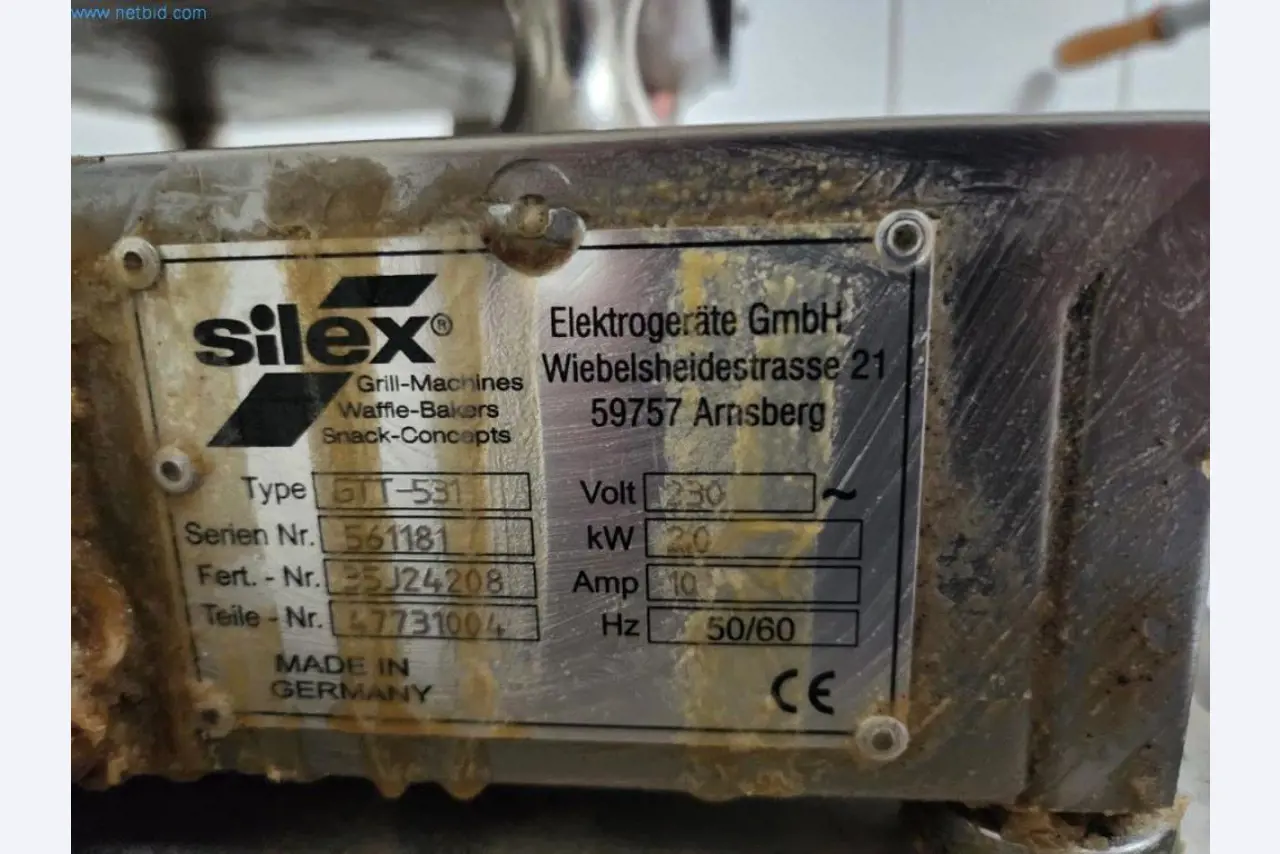 www.netbid.com
silex®
Grill-Machines
Waffle-Bakers
Snack-Concepts
Elektrogeräte GmbH
Wiebelsheidestrasse 21
59757 Arnsberg
Type GTT-531
Serien Nr. 561181
Fert. - Nr. 35J24208
Teile - Nr. 47731004
MADE IN
GERMANY
Volt 230 ~
kW 2.0
Amp 10
Hz 50/60
CE